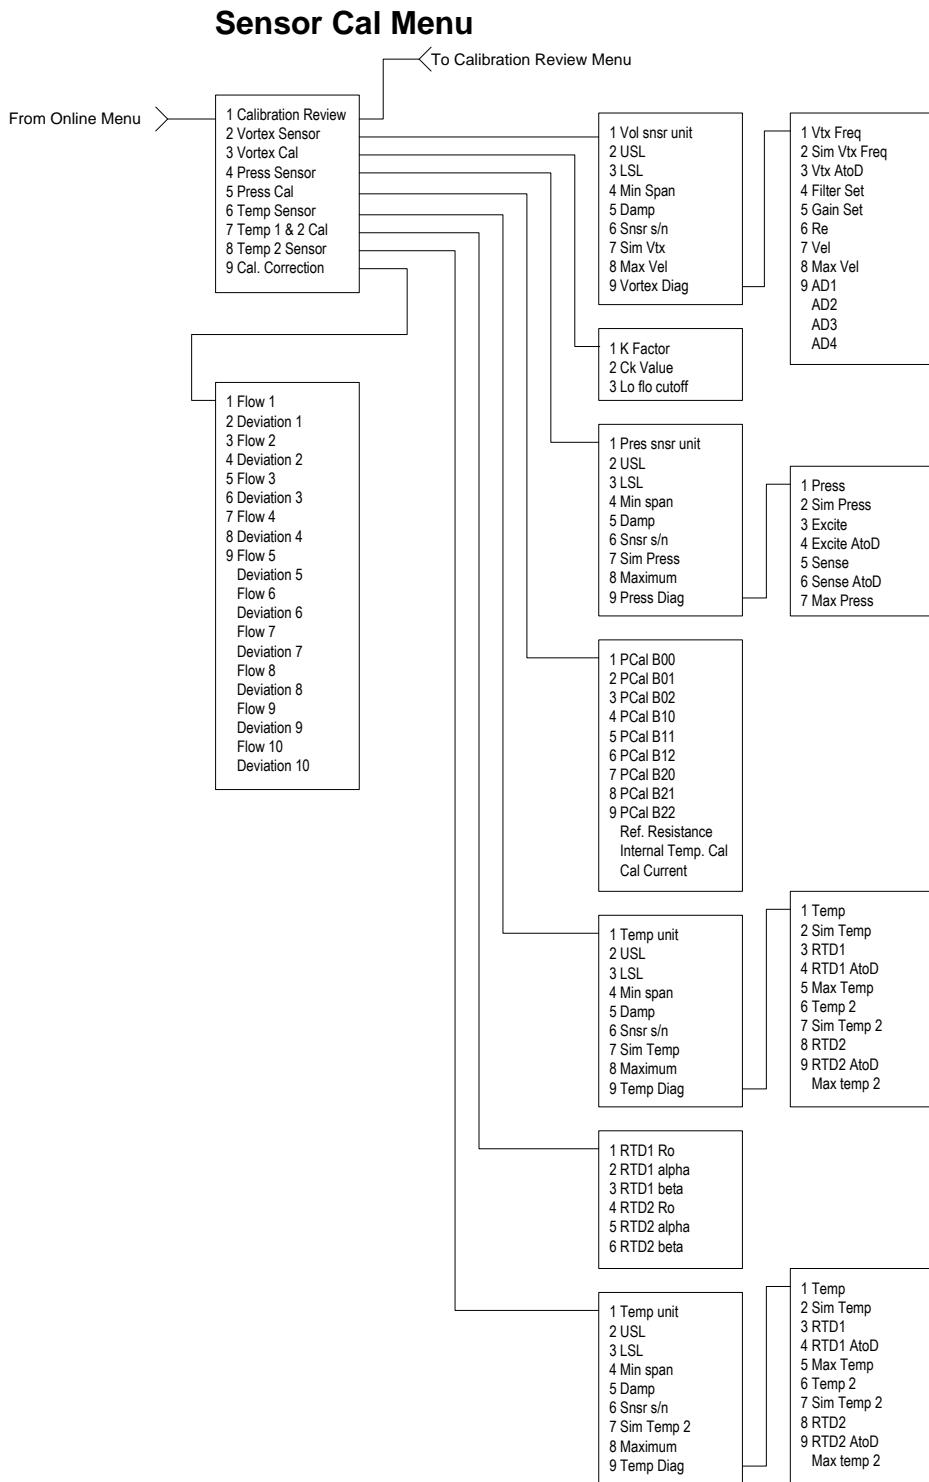 Sensor Cal Menu
To Calibration Review Menu
From Online Menu
1 Calibration Review
2 Vortex Sensor
3 Vortex Cal
4 Press Sensor
5 Press Cal
6 Temp Sensor
7 Temp 1 & 2 Cal
8 Temp 2 Sensor
9 Cal. Correction
1 Flow 1
2 Deviation 1
3 Flow 2
4 Deviation 2
5 Flow 3
6 Deviation 3
7 Flow 4
8 Deviation 4
9 Flow 5
Deviation 5
Flow 6
Deviation 6
Flow 7
Deviation 7
Flow 8
Deviation 8
Flow 9
Deviation 9
Flow 10
Deviation 10
1 Vol snsr unit
2 USL
3 LSL
4 Min Span
5 Damp
6 Snsr s/n
7 Sim Vtx
8 Max Vel
9 Vortex Diag
1 Vtx Freq
2 Sim Vtx Freq
3 Vtx AtoD
4 Filter Set
5 Gain Set
6 Re
7 Vel
8 Max Vel
9 AD1
AD2
AD3
AD4
1 K Factor
2 Ck Value
3 Lo flo cutoff
1 Pres snsr unit
2 USL
3 LSL
4 Min span
5 Damp
6 Snsr s/n
7 Sim Press
8 Maximum
9 Press Diag
1 Press
2 Sim Press
3 Excite
4 Excite AtoD
5 Sense
6 Sense AtoD
7 Max Press
1 PCal B00
2 PCal B01
3 PCal B02
4 PCal B10
5 PCal B11
6 PCal B12
7 PCal B20
8 PCal B21
9 PCal B22
Ref. Resistance
Internal Temp. Cal
Cal Current
1 Temp unit
2 USL
3 LSL
4 Min span
5 Damp
6 Snsr s/n
7 Sim Temp
8 Maximum
9 Temp Diag
1 Temp
2 Sim Temp
3 RTD1
4 RTD1 AtoD
5 Max Temp
6 Temp 2
7 Sim Temp 2
8 RTD2
9 RTD2 AtoD
Max temp 2
1 RTD1 Ro
2 RTD1 alpha
3 RTD1 beta
4 RTD2 Ro
5 RTD2 alpha
6 RTD2 beta
1 Temp unit
2 USL
3 LSL
4 Min span
5 Damp
6 Snsr s/n
7 Sim Temp 2
8 Maximum
9 Temp Diag
1 Temp
2 Sim Temp
3 RTD1
4 RTD1 AtoD
5 Max Temp
6 Temp 2
7 Sim Temp 2
8 RTD2
9 RTD2 AtoD
Max temp 2